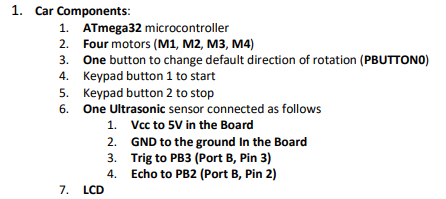 1. Car Components:
1. ATmega32 microcontroller
2. Four motors (M1, M2, M3, M4)
3. One button to change default direction of rotation (PBUTTON0)
4. Keypad button 1 to start
5. Keypad button 2 to stop
6. One Ultrasonic sensor connected as follows
1. Vcc to 5V in the Board
2. GND to the ground In the Board
3. Trig to PB3 (Port B, Pin 3)
4. Echo to PB2 (Port B, Pin 2)
7. LCD